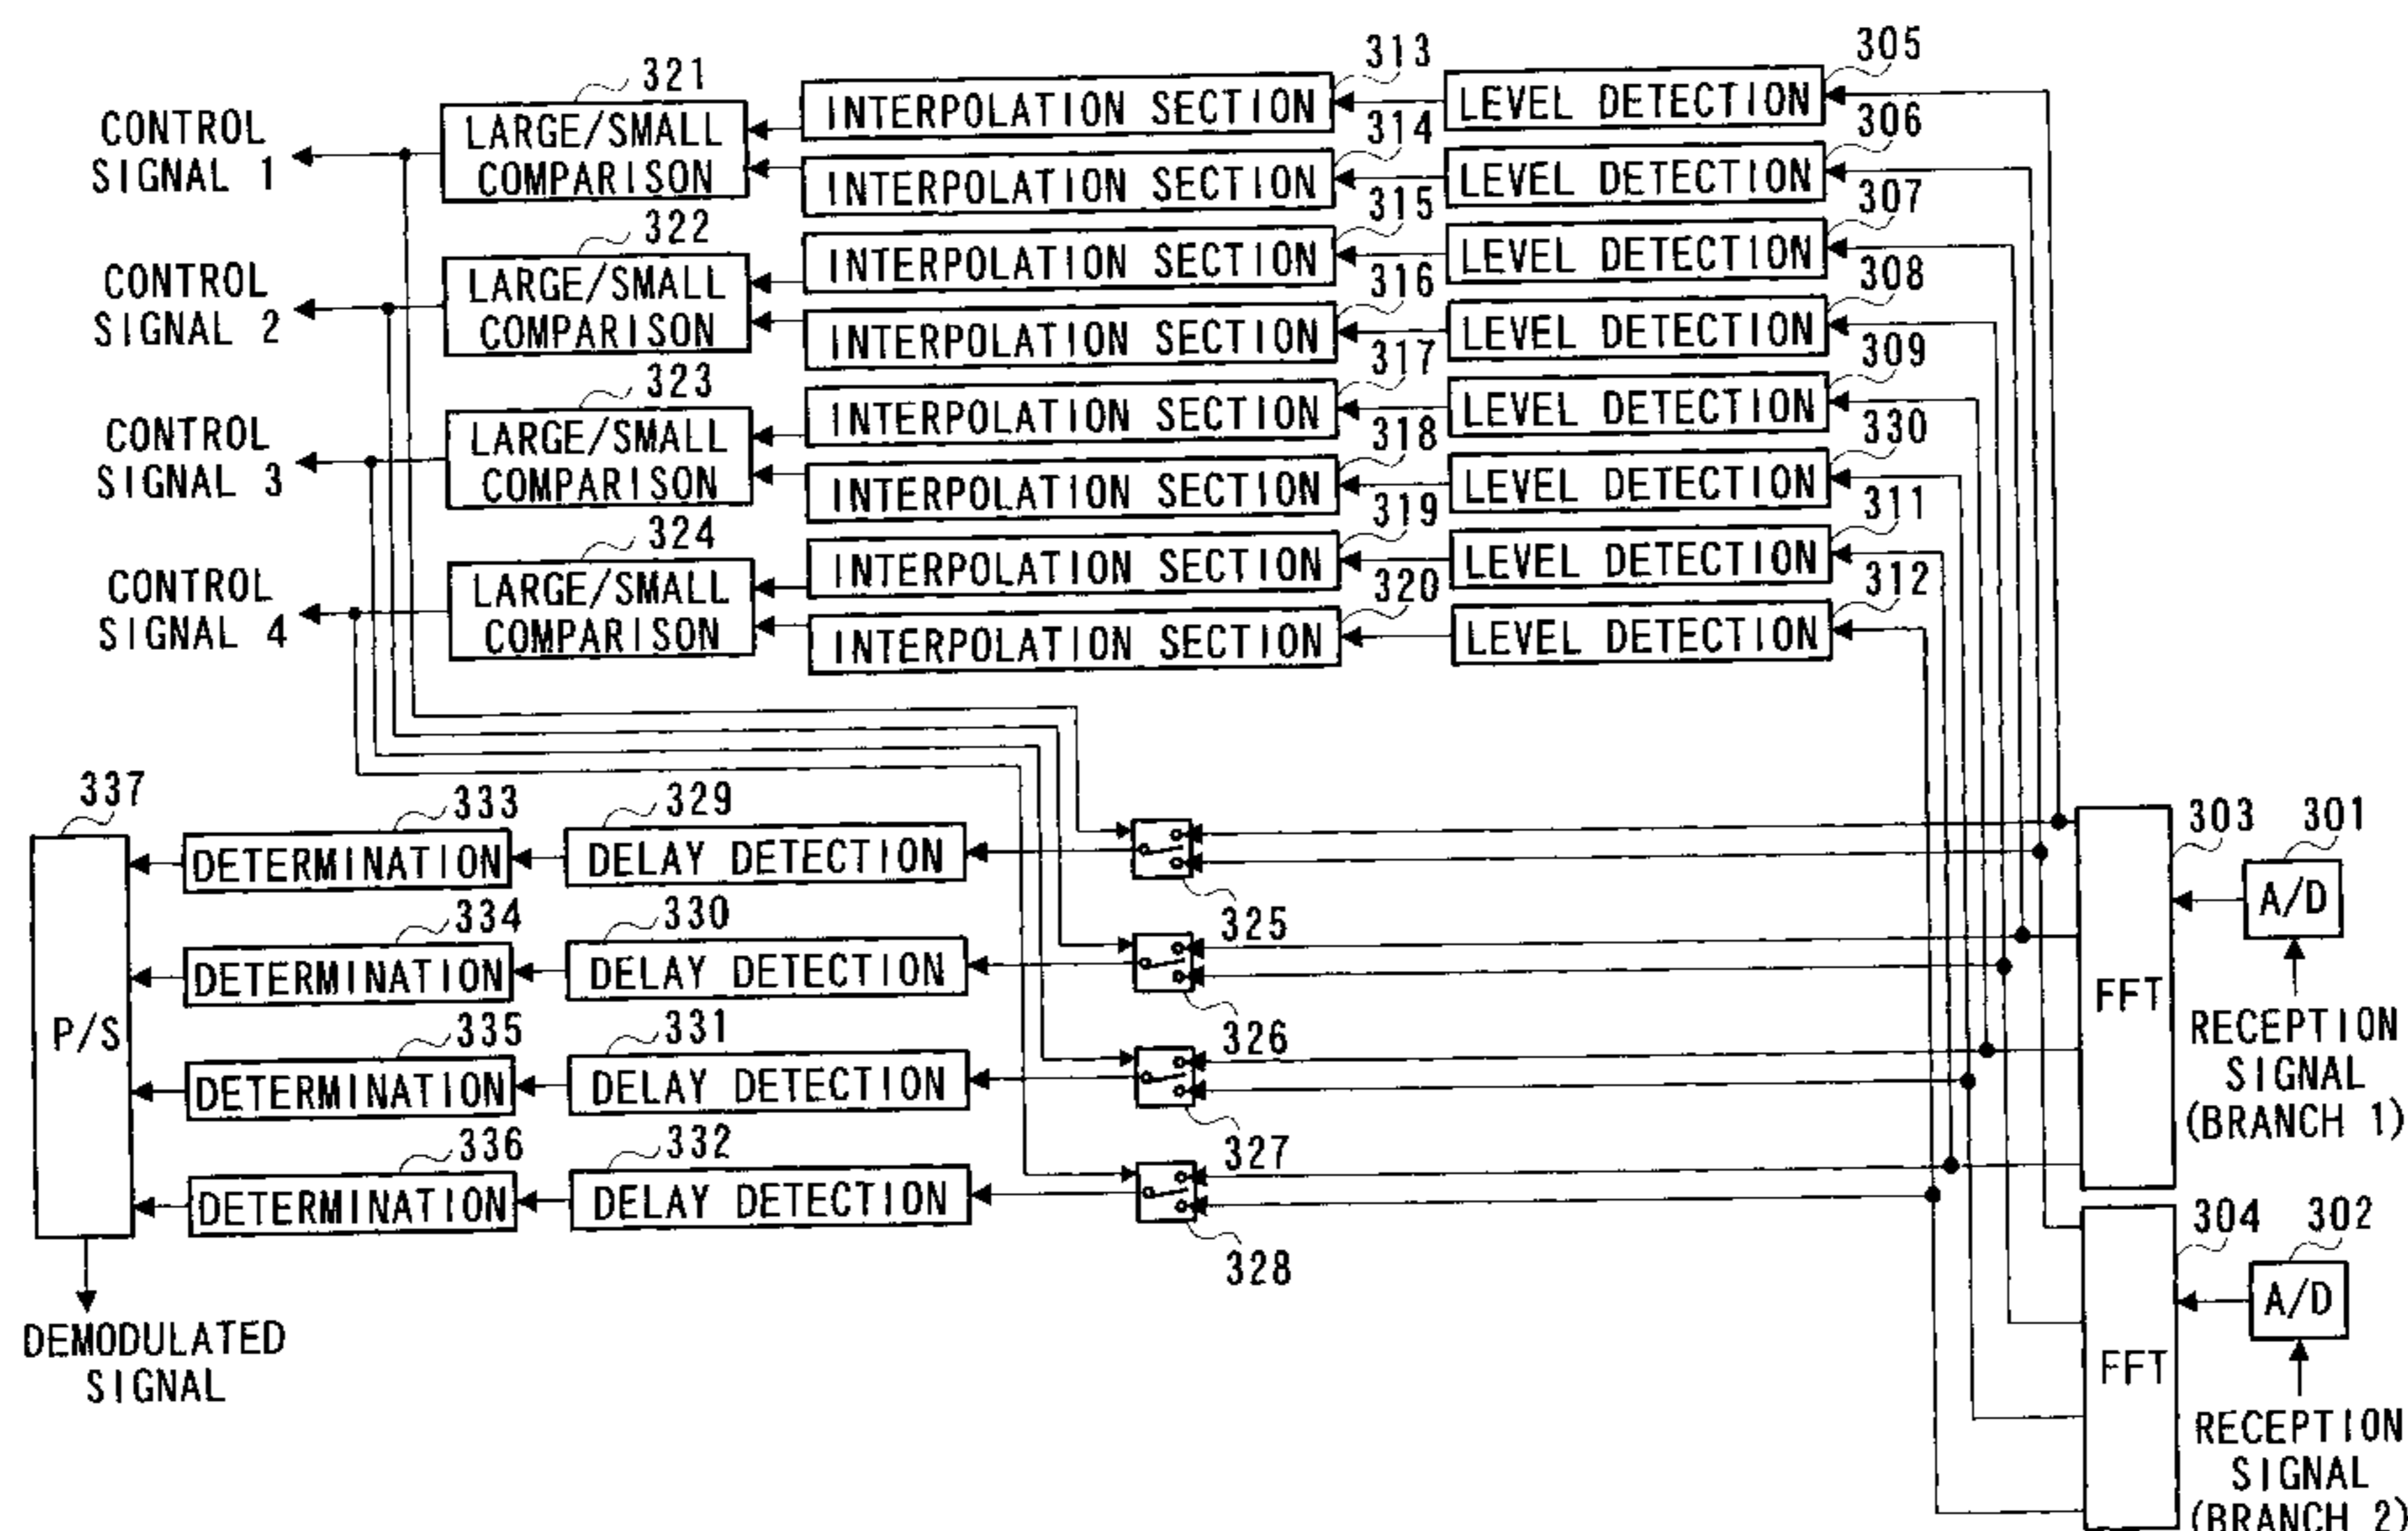 313
305
321
INTERPOLATION SECTION
LEVEL DETECTION
CONTROL
SIGNAL 1
LARGE/SMALL
COMPARISON
314
306
INTERPOLATION SECTION
LEVEL DETECTION
315
307
322
INTERPOLATION SECTION
LEVEL DETECTION
CONTROL
SIGNAL 2
LARGE/SMALL
COMPARISON
316
308
INTERPOLATION SECTION
LEVEL DETECTION
317
309
323
INTERPOLATION SECTION
LEVEL DETECTION
CONTROL
SIGNAL 3
LARGE/SMALL
COMPARISON
318
330
INTERPOLATION SECTION
LEVEL DETECTION
319
311
324
INTERPOLATION SECTION
LEVEL DETECTION
CONTROL
SIGNAL 4
LARGE/SMALL
COMPARISON
320
312
INTERPOLATION SECTION
LEVEL DETECTION
337
333
329
303
301
DETERMINATION
DELAY DETECTION
A/D
325
334
330
DETERMINATION
DELAY DETECTION
FFT
P/S
326
RECEPTION
SIGNAL
(BRANCH 1)
335
331
DETERMINATION
DELAY DETECTION
327
336
332
DETERMINATION
DELAY DETECTION
328
304
302
A/D
FFT
DEMODULATED
SIGNAL
RECEPTION
SIGNAL
(BRANCH 2)